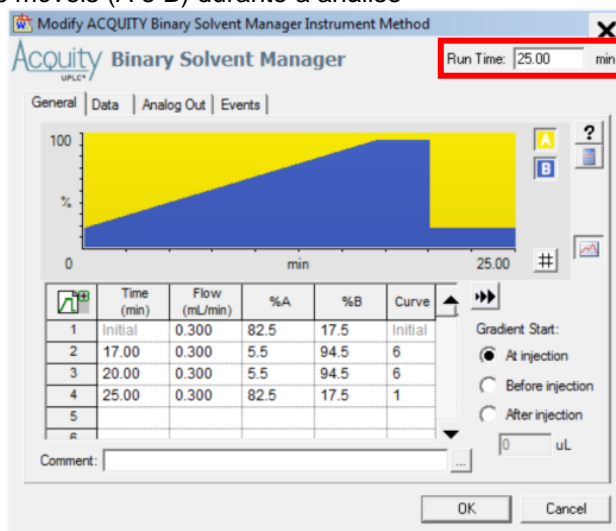 móveis (A e B) durante a análise
Modify ACQUITY Binary Solvent Manager Instrument Method
Acquity UPLC Binary Solvent Manager
Run Time: 25.00 min
General Data Analog Out Events
100
A
?
B
%
0 min 25.00 #
Time (min) Flow (mL/min) %A %B Curve
1 Initial 0.300 82.5 17.5 Initial
2 17.00 0.300 5.5 94.5 6
3 20.00 0.300 5.5 94.5 6
4 25.00 0.300 82.5 17.5 1
5
Gradient Start:
At injection
Before injection
After injection
0 uL
Comment: ...
OK Cancel